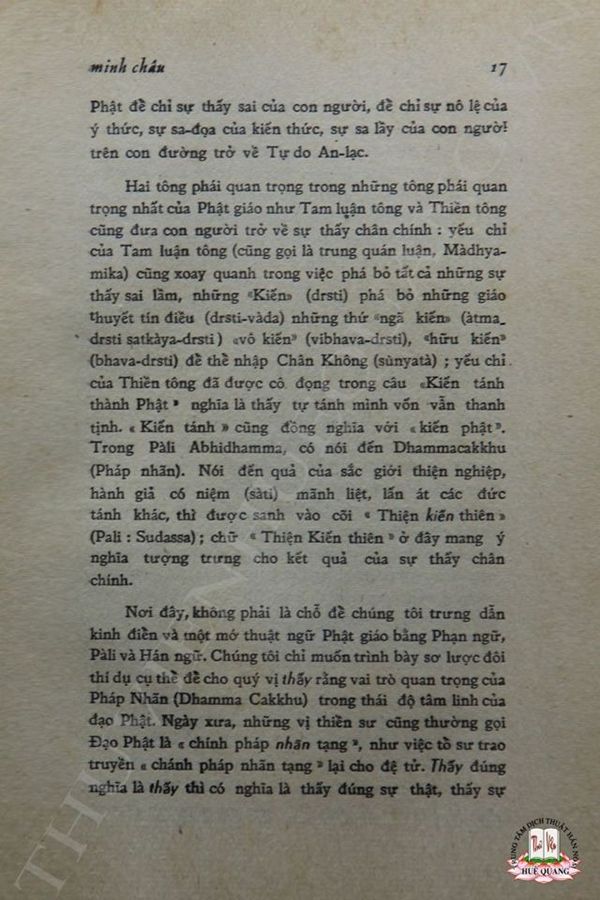 minh châu 17
Phật để chỉ sự thấy sai của con người, để chỉ sự nô lệ của
ý thức, sự sa-đọa của kiến thức, sự sa lầy của con người
trên con đường trở về Tự do An-lạc.
Hai tông phái quan trọng trong những tông phái quan
trọng nhất của Phật giáo như Tam luận tông và Thiền tông
cũng đưa con người trở về sự thấy chân chính : yếu chỉ
của Tam luận tông (cũng gọi là trung quán luận, Màdhya-
mika) cũng xoay quanh trong việc phá bỏ tất cả những sự
thấy sai lầm, những «Kiến» (drsti) phá bỏ những giáo
thuyết tín điều (drsti-vàda) những thứ «ngã kiến» (àtma_
drsti satkàya-drsti) «vô kiến» (vibhava-drsti), «hữu kiến»
(bhava-drsti) để thể nhập Chân Không (sùnyatà) ; yếu chỉ
của Thiền tông đã được cô đọng trong câu «Kiến tánh
thành Phật» nghĩa là thấy tự tánh mình vốn vẫn thanh
tịnh. « Kiến tánh » cũng đồng nghĩa với « kiến phật».
Trong Pàli Abhidhamma, có nói đến Dhammacakkhu
(Pháp nhãn). Nói đến quả của sắc giới thiện nghiệp,
hành giả có niệm (sàti) mãnh liệt, lấn át các đức
tánh khác, thì được sanh vào cõi « Thiện kiến thiên »
(Pali : Sudassa) ; chữ « Thiện Kiến thiên » ở đây mang ý
nghĩa tượng trưng cho kết quả của sự thấy chân
chính.
Nơi đây, không phải là chỗ để chúng tôi trưng dẫn
kinh điển và một mớ thuật ngữ Phật giáo bằng Phạn ngữ,
Pàli và Hán ngữ. Chúng tôi chỉ muốn trình bày sơ lược đôi
thí dụ cụ thể để cho quý vị thấy rằng vai trò quan trọng của
Pháp Nhãn (Dhamma Cakkhu) trong thái độ tâm linh của
đạo Phật. Ngày xưa, những vị thiền sư cũng thường gọi
Đạo Phật là « chính pháp nhãn tạng », như việc tổ sư trao
truyền « chánh pháp nhãn tạng » lại cho đệ tử. Thấy đúng
nghĩa là thấy thì có nghĩa là thấy đúng sự thật, thấy sự
TRUNG TÂM DỊCH THUẬT HÁN NÔM
HUỆ QUANG